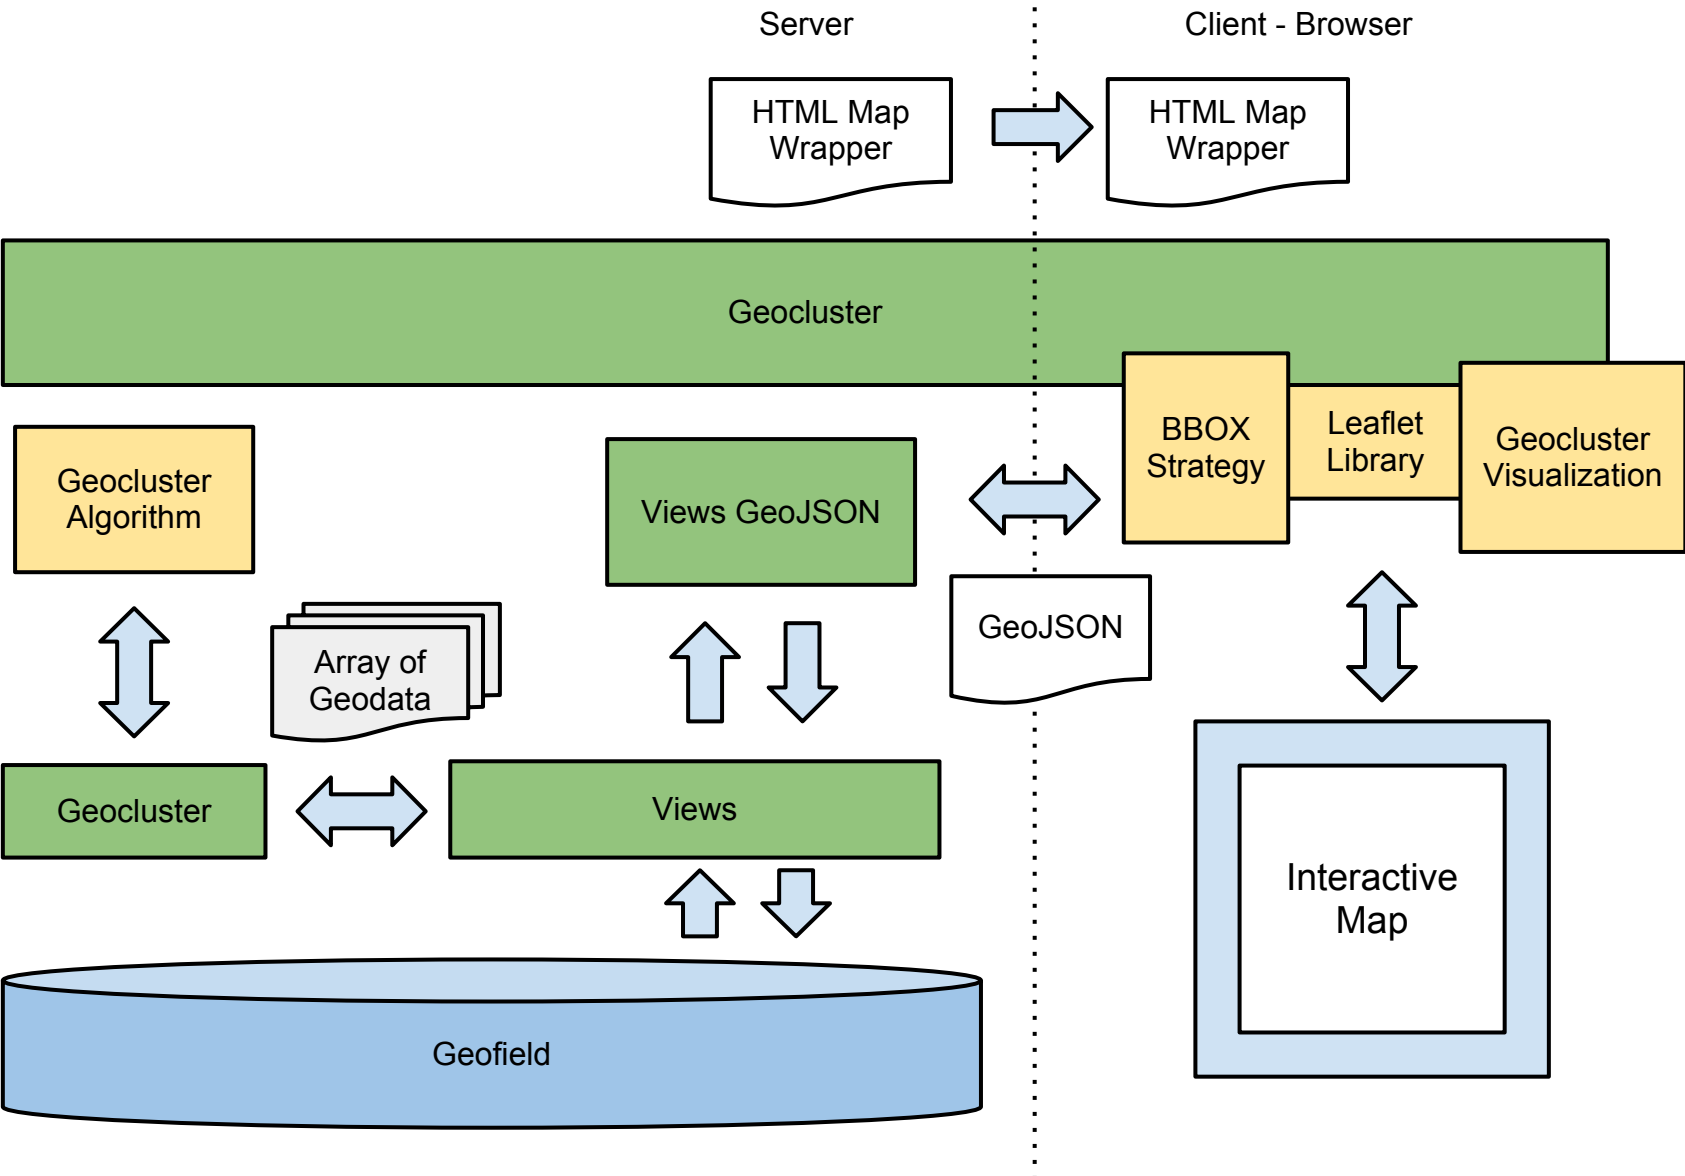 Server
Client - Browser
HTML Map
Wrapper
HTML Map
Wrapper
Geocluster
BBOX
Strategy
Leaflet
Library
Geocluster
Visualization
Geocluster
Algorithm
Views GeoJSON
GeoJSON
Array of
Geodata
Geocluster
Views
Interactive
Map
Geofield